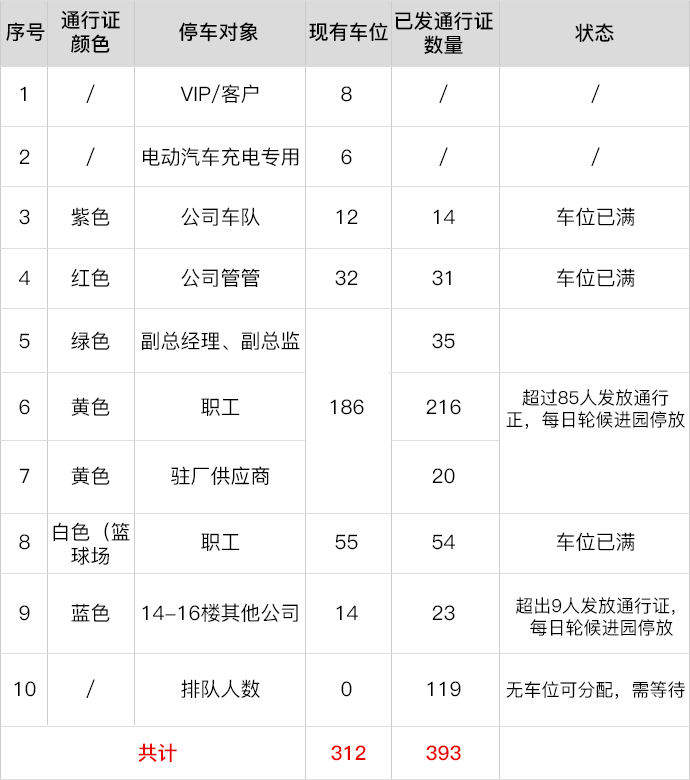 序号 通行证颜色 停车对象 现有车位 已发通行证数量 状态
1 / VIP/客户 8 / /
2 / 电动汽车充电专用 6 / /
3 紫色 公司车队 12 14 车位已满
4 红色 公司管管 32 31 车位已满
5 绿色 副总经理、副总监 35
6 黄色 职工 186 216 超过85人发放通行正，每日轮候进园停放
7 黄色 驻厂供应商 20
8 白色（篮球场 职工 55 54 车位已满
9 蓝色 14-16楼其他公司 14 23 超出9人发放通行证，每日轮候进园停放
10 / 排队人数 0 119 无车位可分配，需等待
共计 312 393